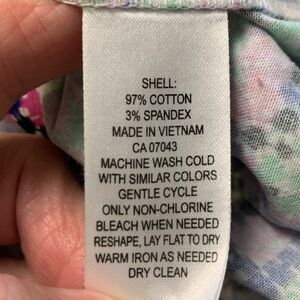 SHELL:
97% COTTON
3% SPANDEX
MADE IN VIETNAM
CA 07043
MACHINE WASH COLD
WITH SIMILAR COLORS
GENTLE CYCLE
ONLY NON-CHLORINE
BLEACH WHEN NEEDED
RESHAPE, LAY FLAT TO DRY
WARM IRON AS NEEDED
DRY CLEAN